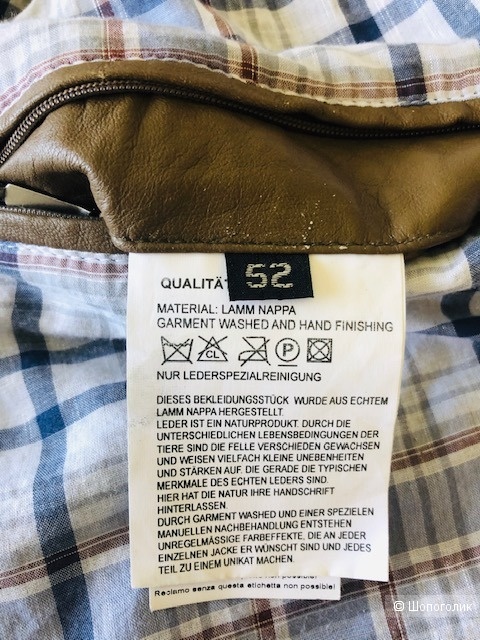 52
QUALITÄT
MATERIAL: LAMM NAPPA
GARMENT WASHED AND HAND FINISHING
CL P
NUR LEDERSPEZIALREINIGUNG
DIESES BEKLEIDUNGSSTÜCK WURDE AUS ECHTEM
LAMM NAPPA HERGESTELLT.
LEDER IST EIN NATURPRODUKT. DURCH DIE
UNTERSCHIEDLICHEN LEBENSBEDINGUNGEN DER
TIERE SIND DIE FELLE VERSCHIEDEN GEWACHSEN
UND WEISEN VIELFACH KLEINE UNEBENHEITEN
UND STÄRKEN AUF. DIE GERADE DIE TYPISCHEN
MERKMALE DES ECHTEN LEDERS SIND.
HIER HAT DIE NATUR IHRE HANDSCHRIFT
HINTERLASSEN.
DURCH GARMENT WASHED UND EINER SPEZIELEN
MANUELLEN NACHBEHANDLUNG ENTSTEHEN
UNREGELMÄSSIGE FARBEFFEKTE, DIE AN JEDER
EINZELNEN JACKE ER WÜNSCHT SIND UND JEDES
TEIL ZU EINEM UNIKAT MACHEN.
Reclamo senza questa etichetta non possibile!
© Шопоголик